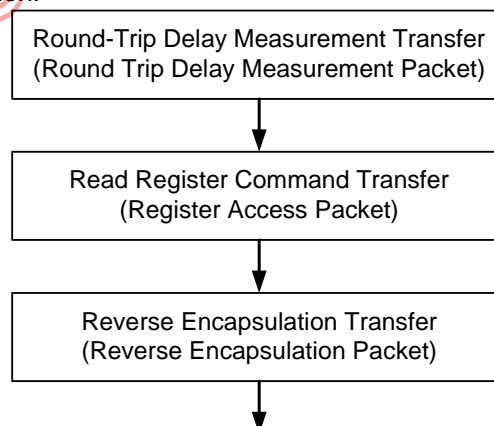 Round-Trip Delay Measurement Transfer
(Round Trip Delay Measurement Packet)
Read Register Command Transfer
(Register Access Packet)
Reverse Encapsulation Transfer
(Reverse Encapsulation Packet)